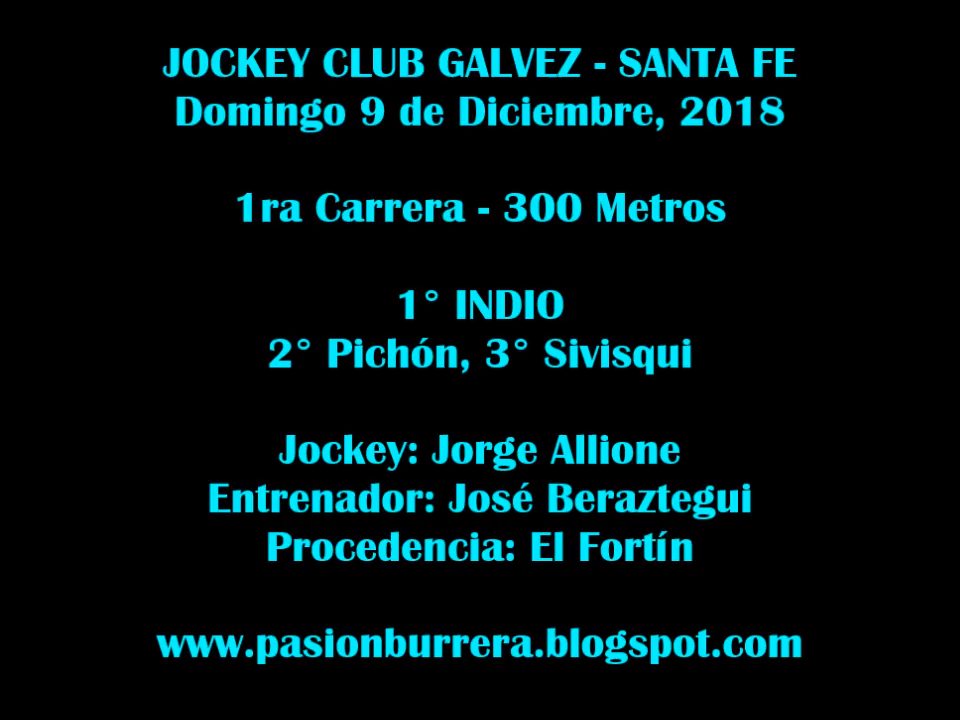 JOCKEY CLUB GALVEZ - SANTA FE
Domingo 9 de Diciembre, 2018
1ra Carrera - 300 Metros
1° INDIO
2° Pichón, 3° Sivisqui
Jockey: Jorge Allione
Entrenador: José Beraztegui
Procedencia: El Fortín
www.pasionburrera.blogspot.com